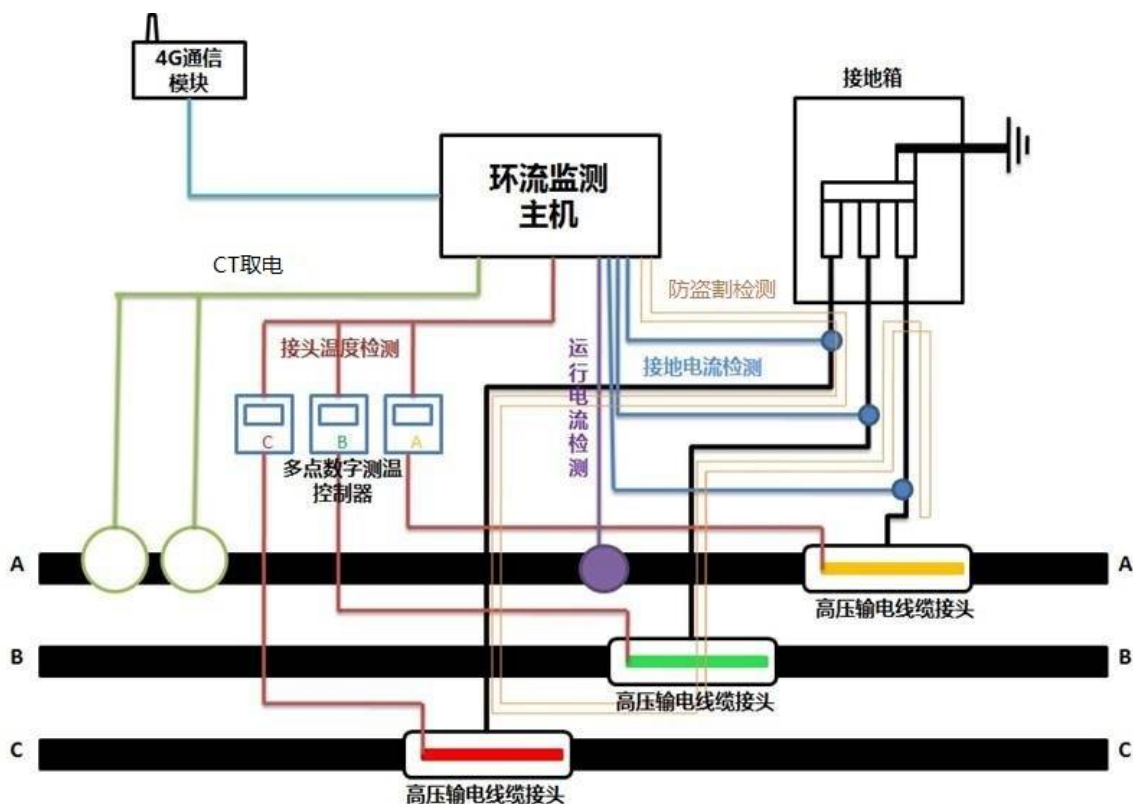 4G通信
模块
接地箱
环流监测
主机
CT取电
防盗割检测
接头温度检测
运行电流检测
接地电流检测
C
B
A
多点数字测温
控制器
A
A
高压输电线缆接头
B
B
高压输电线缆接头
C
C
高压输电线缆接头